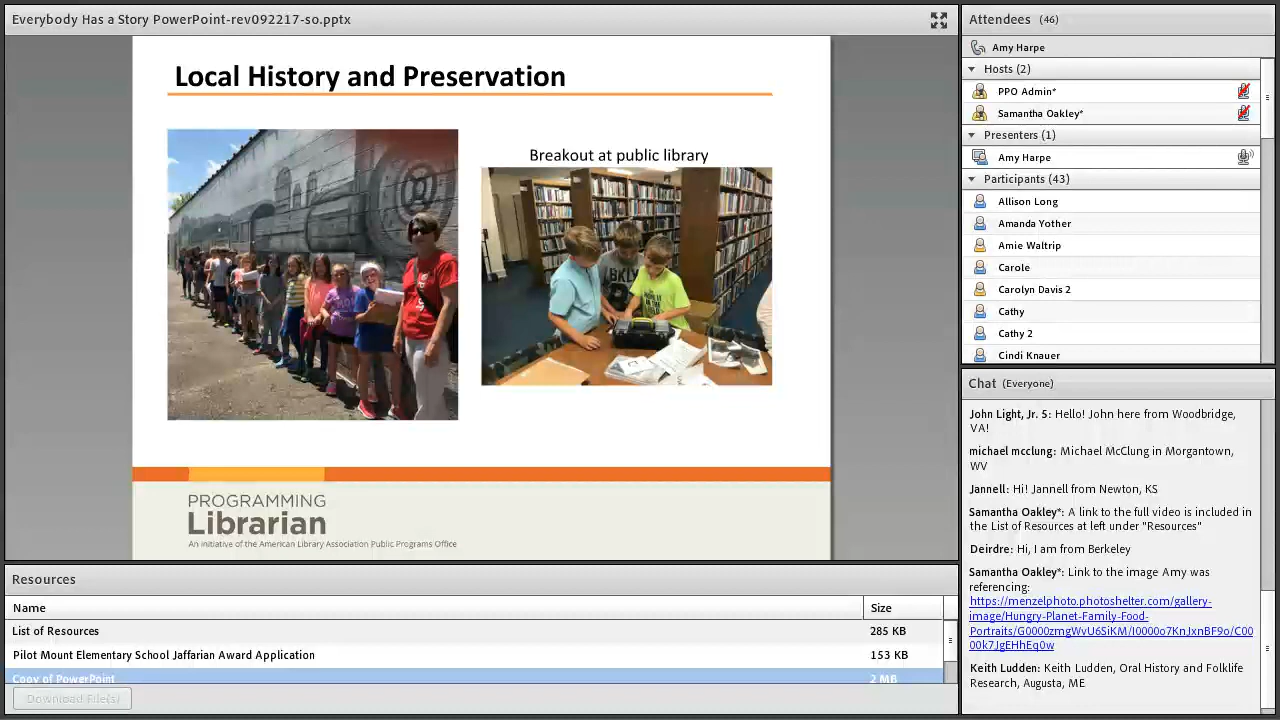 Everybody Has a Story PowerPoint-rev092217-so.pptx
Local History and Preservation
@
Breakout at public library
PROGRAMMING
Librarian
An initiative of the American Library Association Public Programs Office
Resources
Name Size
List of Resources 285 KB
Pilot Mount Elementary School Jaffarian Award Application 153 KB
Copy of PowerPoint 2 MB
Download File(s)
Attendees (46)
Amy Harpe
Hosts (2)
PPO Admin*
Samantha Oakley*
Presenters (1)
Amy Harpe
Participants (43)
Allison Long
Amanda Yother
Amie Waltrip
Carole
Carolyn Davis 2
Cathy
Cathy 2
Cindi Knauer
Chat (Everyone)
John Light, Jr. 5: Hello! John here from Woodbridge,
VA!
michael mcclung: Michael McClung in Morgantown,
WV
Jannell: Hi! Jannell from Newton, KS
Samantha Oakley*: A link to the full video is included in
the List of Resources at left under "Resources"
Deirdre: Hi, I am from Berkeley
Samantha Oakley*: Link to the image Amy was
referencing:
https://menzelphoto.photoshelter.com/gallery-
image/Hungry-Planet-Family-Food-
Portraits/G0000zmgWvU6SiKM/I0000o7KnJxnBF9o/C00
00k7JgEHhEq0w
Keith Ludden: Keith Ludden, Oral History and Folklife
Research, Augusta, ME